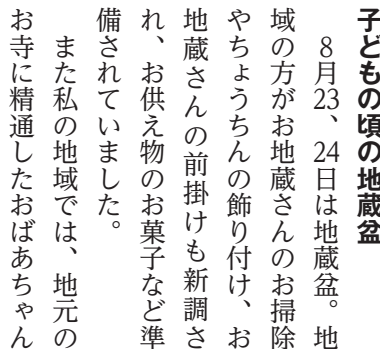 子どもの頃の地蔵盆
8月23、24日は地蔵盆。地
域の方がお地蔵さんのお掃除
やちょうちんの飾り付け、お
地蔵さんの前掛けも新調さ
れ、お供え物のお菓子など準
備されていました。
また私の地域では、地元の
お寺に精通したおばあちゃん